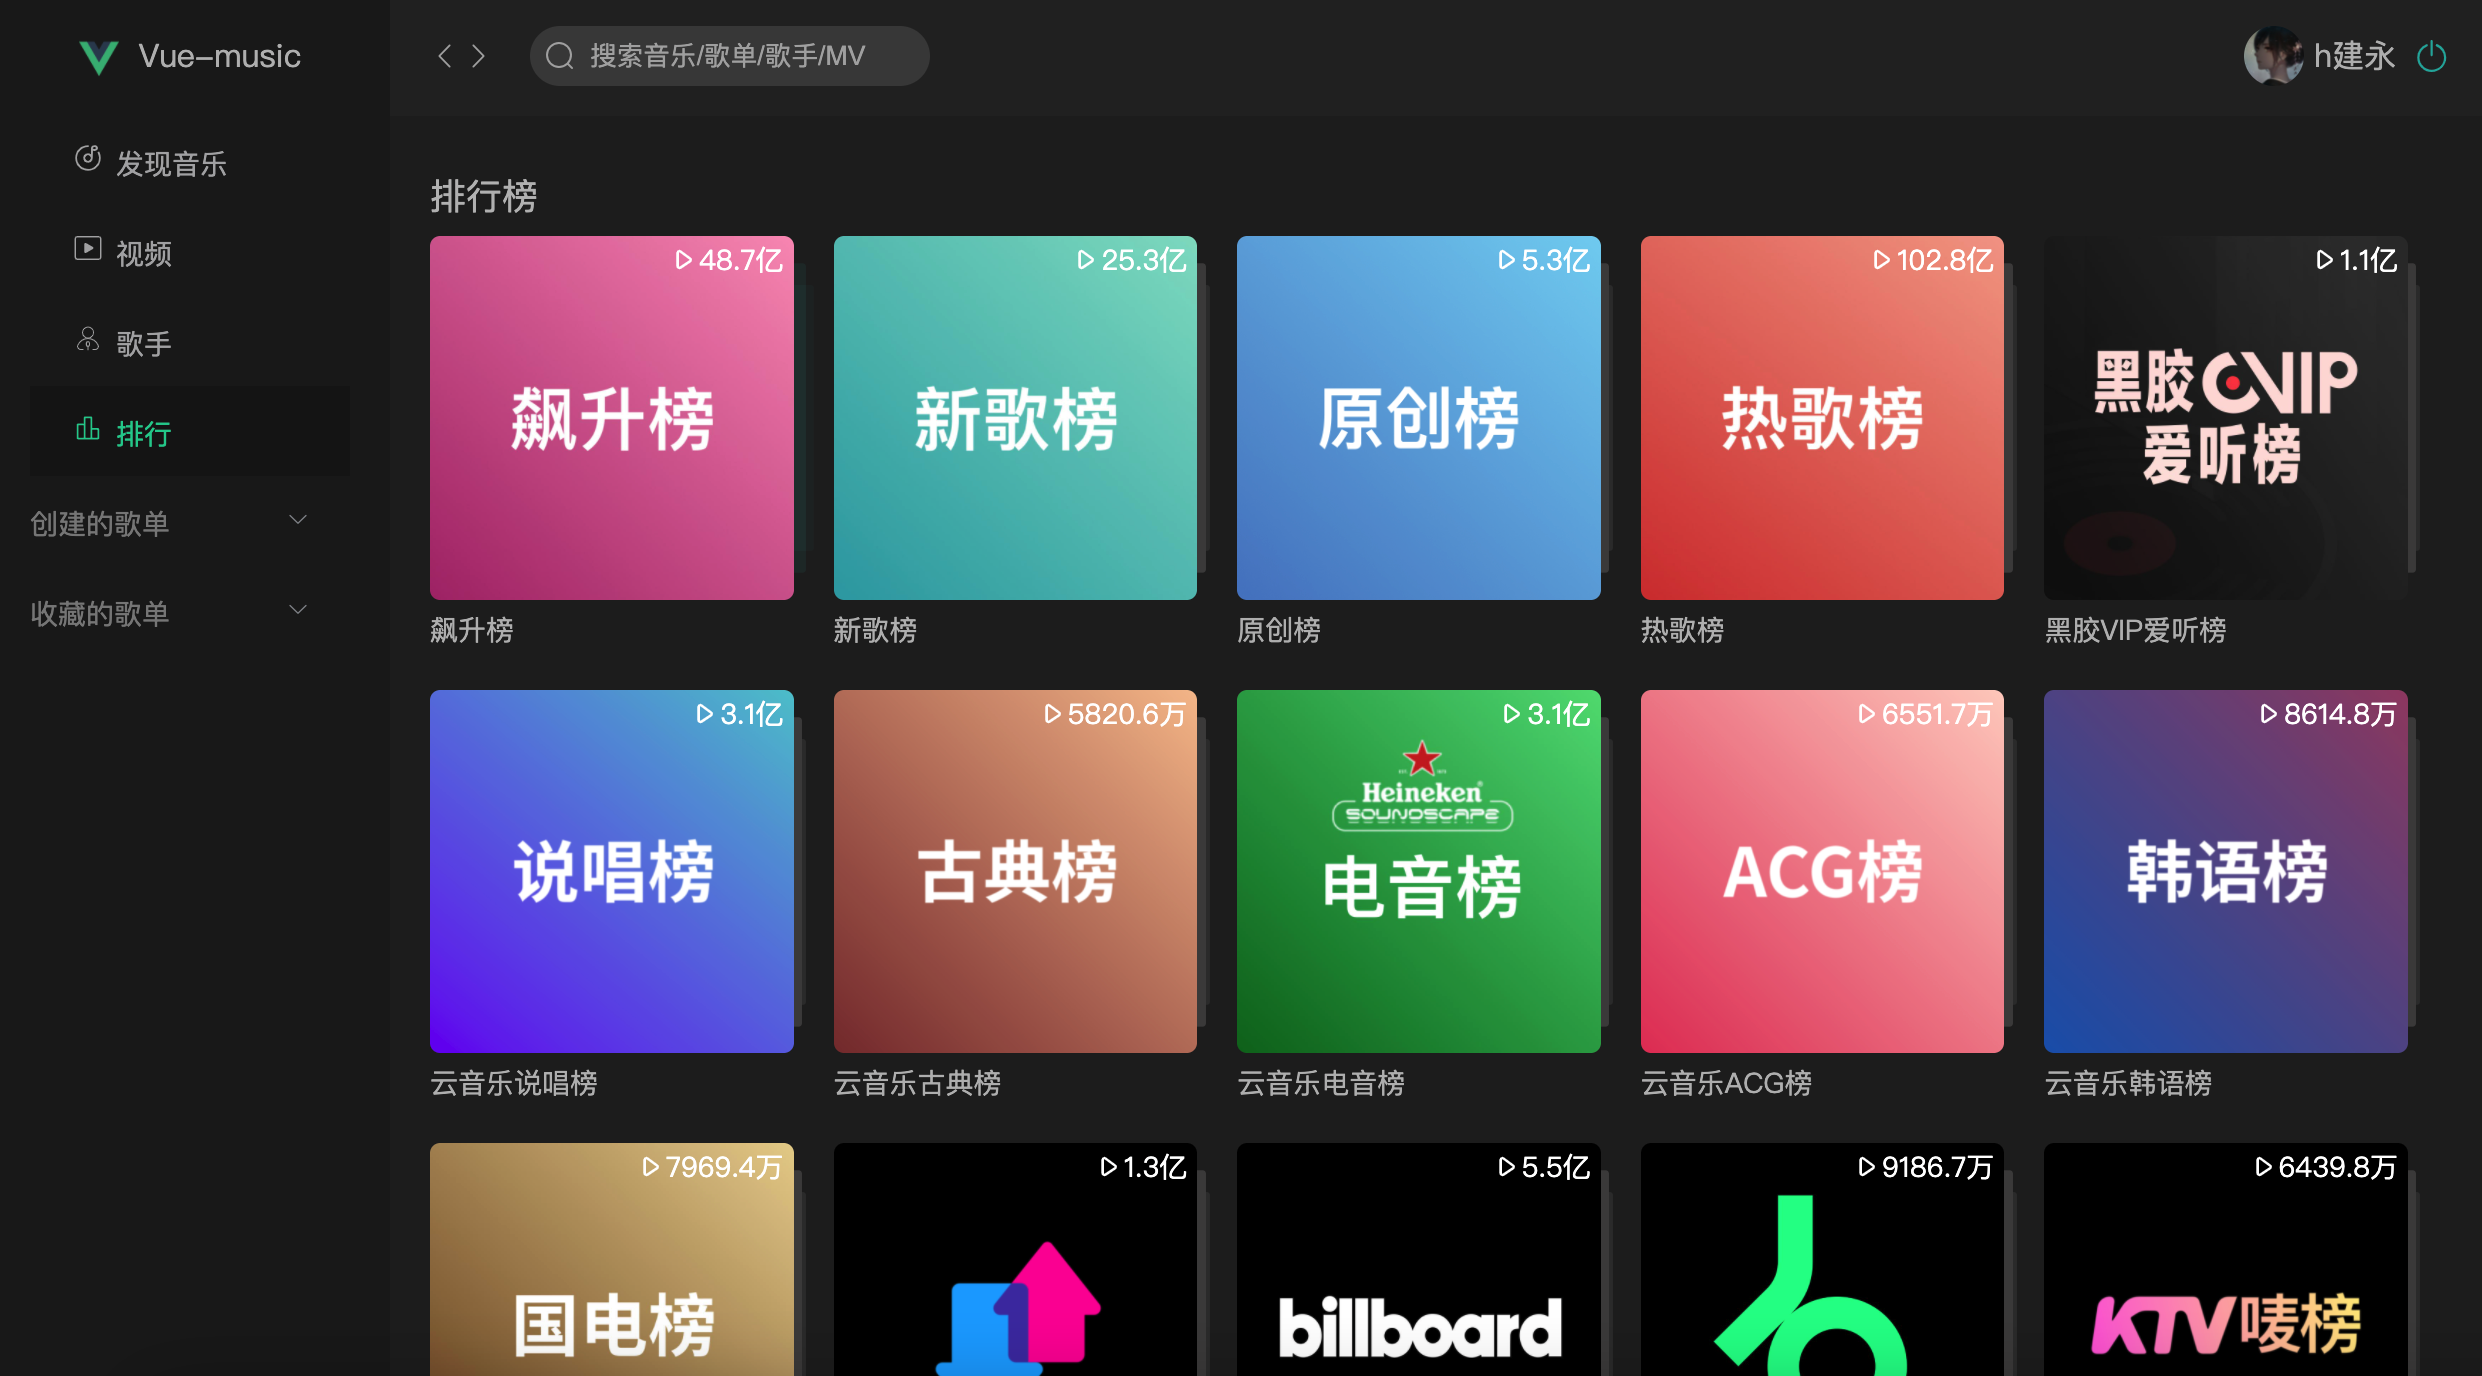 Vue-music
搜索音乐/歌单/歌手/MV
h建永
发现音乐
视频
歌手
排行
创建的歌单
收藏的歌单
排行榜
48.7亿
飙升榜
飙升榜
25.3亿
新歌榜
新歌榜
5.3亿
原创榜
原创榜
102.8亿
热歌榜
热歌榜
1.1亿
黑胶VIP
爱听榜
黑胶VIP爱听榜
3.1亿
说唱榜
云音乐说唱榜
5820.6万
古典榜
云音乐古典榜
3.1亿
Heineken
SOUNDSCAPE
电音榜
云音乐电音榜
6551.7万
ACG榜
云音乐ACG榜
8614.8万
韩语榜
云音乐韩语榜
7969.4万
国电榜
1.3亿
5.5亿
billboard
9186.7万
6439.8万
KTV唛榜